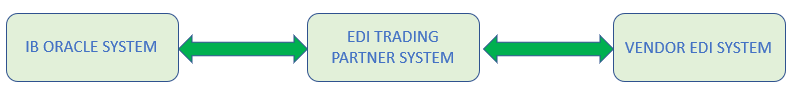 IB ORACLE SYSTEM
EDI TRADING
PARTNER SYSTEM
VENDOR EDI SYSTEM